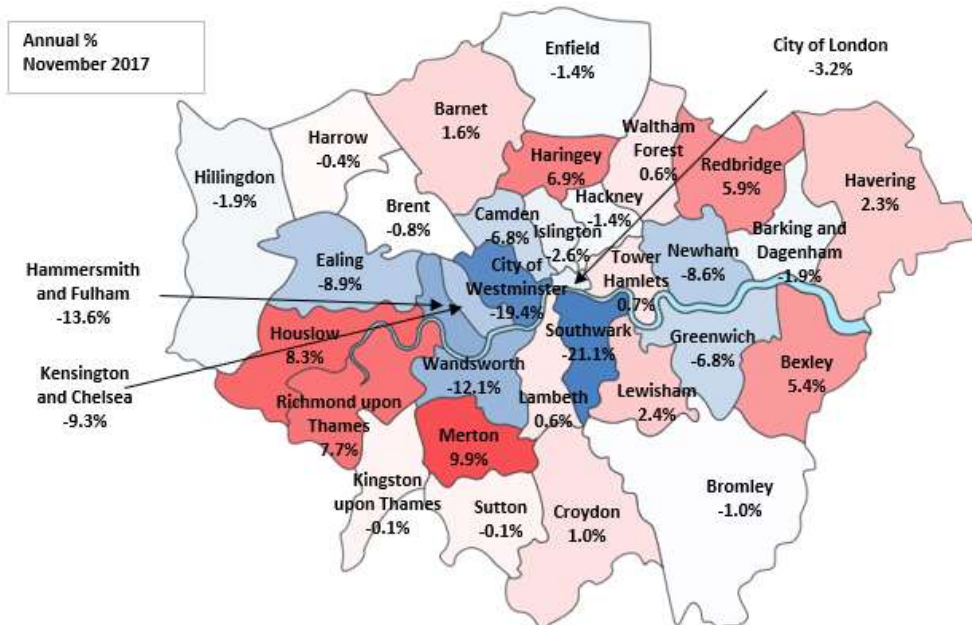 Annual %
November 2017
City of London
-3.2%
Enfield
-1.4%
Barnet
1.6%
Harrow
-0.4%
Haringey
6.9%
Waltham
Forest
0.6%
Redbridge
5.9%
Havering
2.3%
Hillingdon
-1.9%
Brent
-0.8%
Camden
-6.8%
Hackney
-1.4%
Islington
-2.6%
Barking and
Dagenham
-1.9%
Ealing
-8.9%
City of
Westminster
-19.4%
Tower
Hamlets
0.7%
Newham
-8.6%
Hammersmith
and Fulham
-13.6%
Kensington
and Chelsea
-9.3%
Houslow
8.3%
Southwark
-21.1%
Greenwich
-6.8%
Bexley
5.4%
Wandsworth
-12.1%
Richmond upon
Thames
7.7%
Lambeth
0.6%
Lewisham
2.4%
Merton
9.9%
Kingston
upon Thames
-0.1%
Sutton
-0.1%
Croydon
1.0%
Bromley
-1.0%